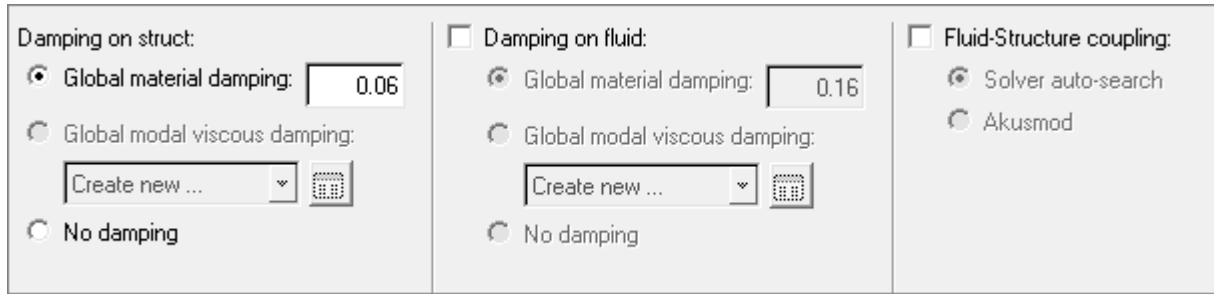 Damping on struct:
Global material damping: 0.06
Global modal viscous damping:
Create new ...
No damping
Damping on fluid:
Global material damping: 0.16
Global modal viscous damping:
Create new ...
No damping
Fluid-Structure coupling:
Solver auto-search
Akusmod